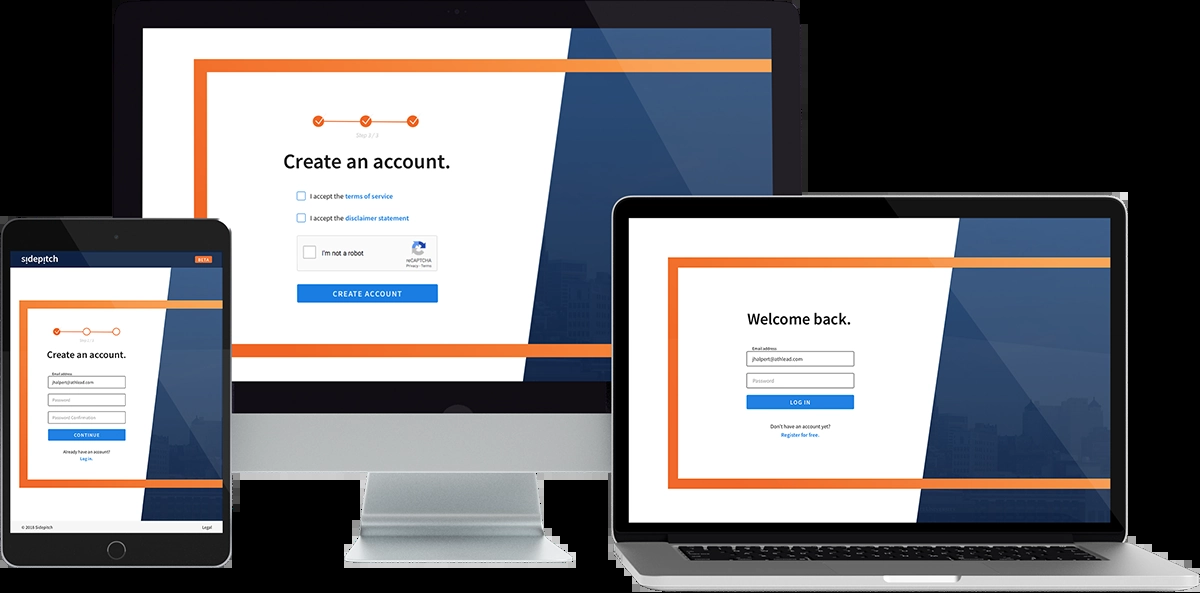 Step 3 / 3
Create an account.
I accept the terms of service
I accept the disclaimer statement
I'm not a robot
reCAPTCHA
Privacy - Terms
CREATE ACCOUNT
sidepitch
BETA
Step 1 / 3
Create an account.
Email address
jhalpert@athlead.com
Password
Password Confirmation
CONTINUE
Already have an account?
Log in.
© 2018 Sidepitch
Legal
Welcome back.
Email address
jhalpert@athlead.com
Password
LOG IN
Don't have an account yet?
Register for free.